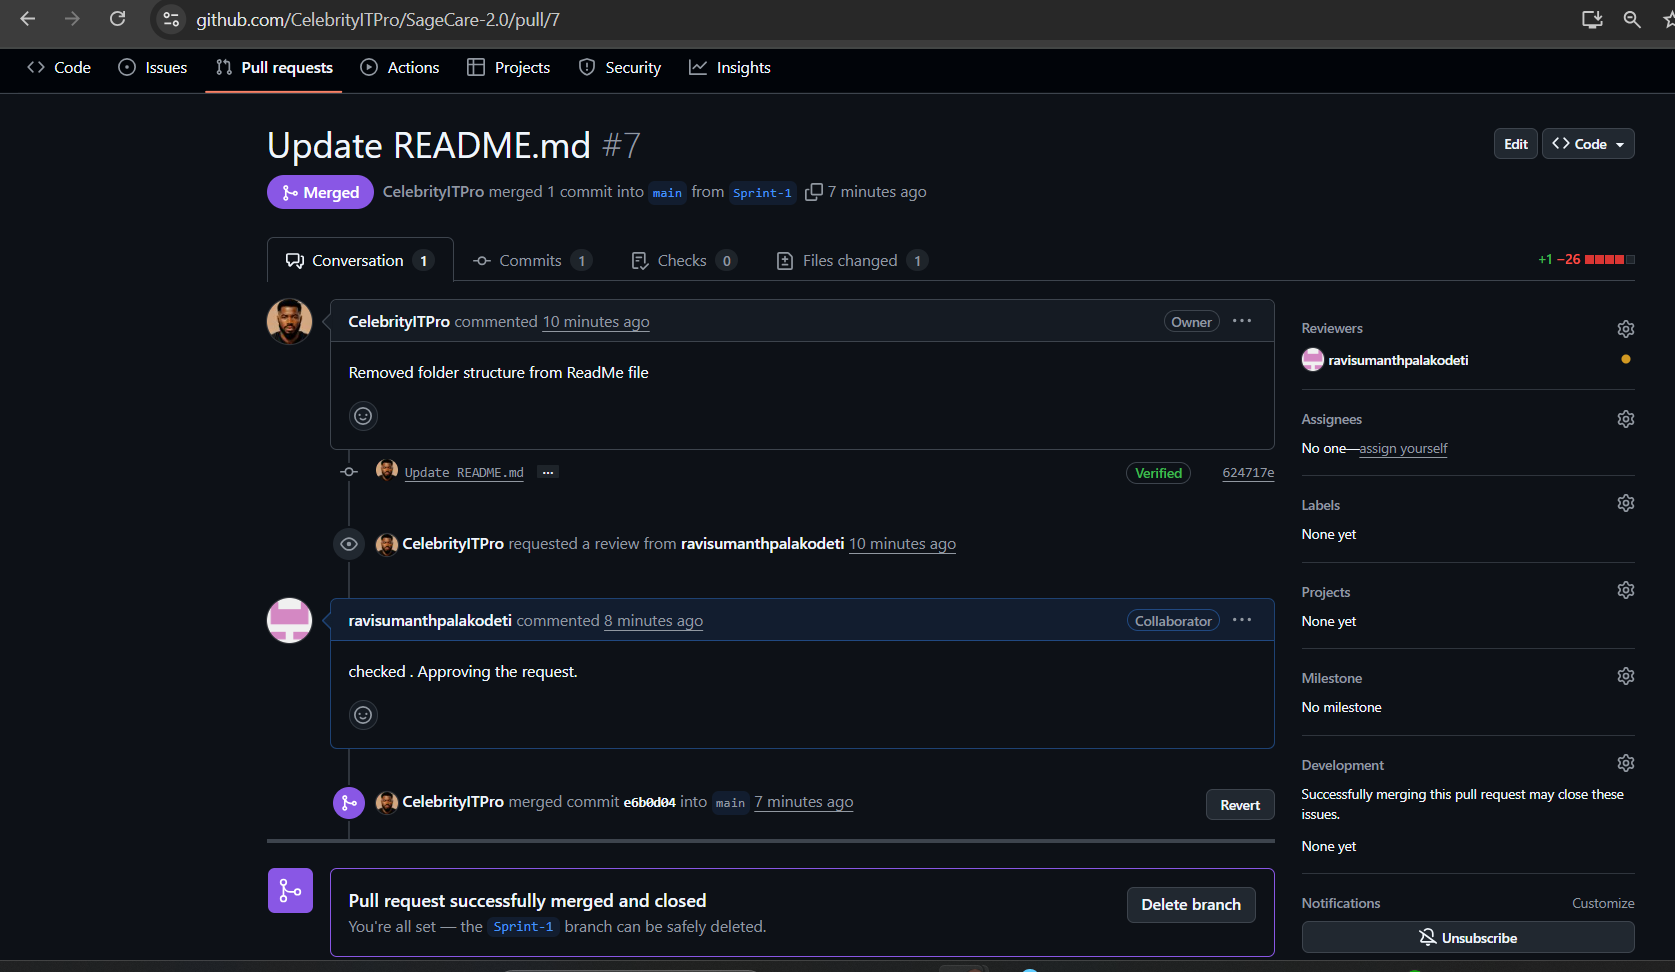 github.com/CelebrityITPro/SageCare-2.0/pull/7
Code Issues Pull requests Actions Projects Security Insights
Update README.md #7
Edit Code
Merged CelebrityITPro merged 1 commit into main from Sprint-1 7 minutes ago
Conversation 1 Commits 1 Checks 0 Files changed 1
+1 −26
CelebrityITPro commented 10 minutes ago
Owner
Removed folder structure from ReadMe file
Update README.md ...
Verified 624717e
CelebrityITPro requested a review from ravisumanthpalakodeti 10 minutes ago
ravisumanthpalakodeti commented 8 minutes ago
Collaborator
checked . Approving the request.
CelebrityITPro merged commit e6b0d04 into main 7 minutes ago
Revert
Pull request successfully merged and closed
You're all set — the Sprint-1 branch can be safely deleted.
Delete branch
Reviewers
ravisumanthpalakodeti
Assignees
No one—assign yourself
Labels
None yet
Projects
None yet
Milestone
No milestone
Development
Successfully merging this pull request may close these
issues.
None yet
Notifications Customize
Unsubscribe